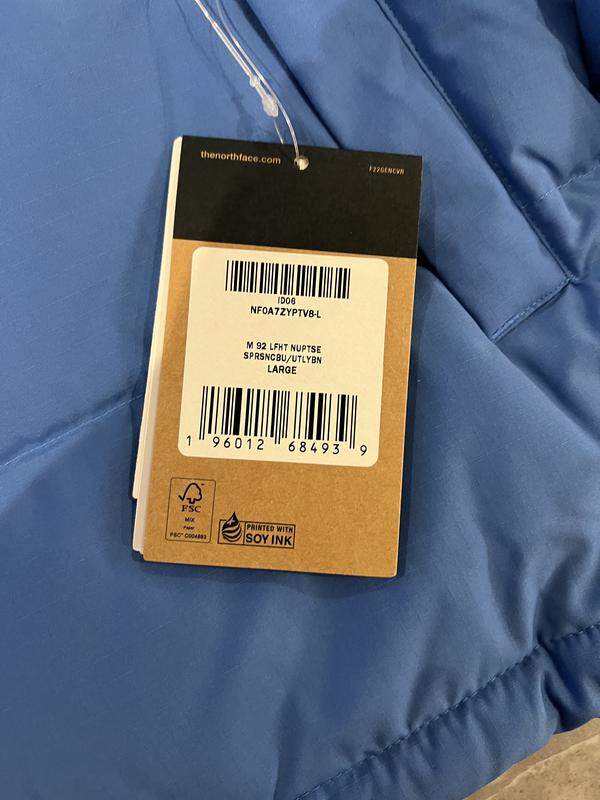 thenorthface.com
F22GENCVR
ID06
NF0A7ZYPTV8-L
M 92 LFHT NUPTSE
SPRSNCBU/UTLYBN
LARGE
1 96012 68493 9
FSC
MIX
Paper
FSC® C004883
PRINTED WITH
SOY INK